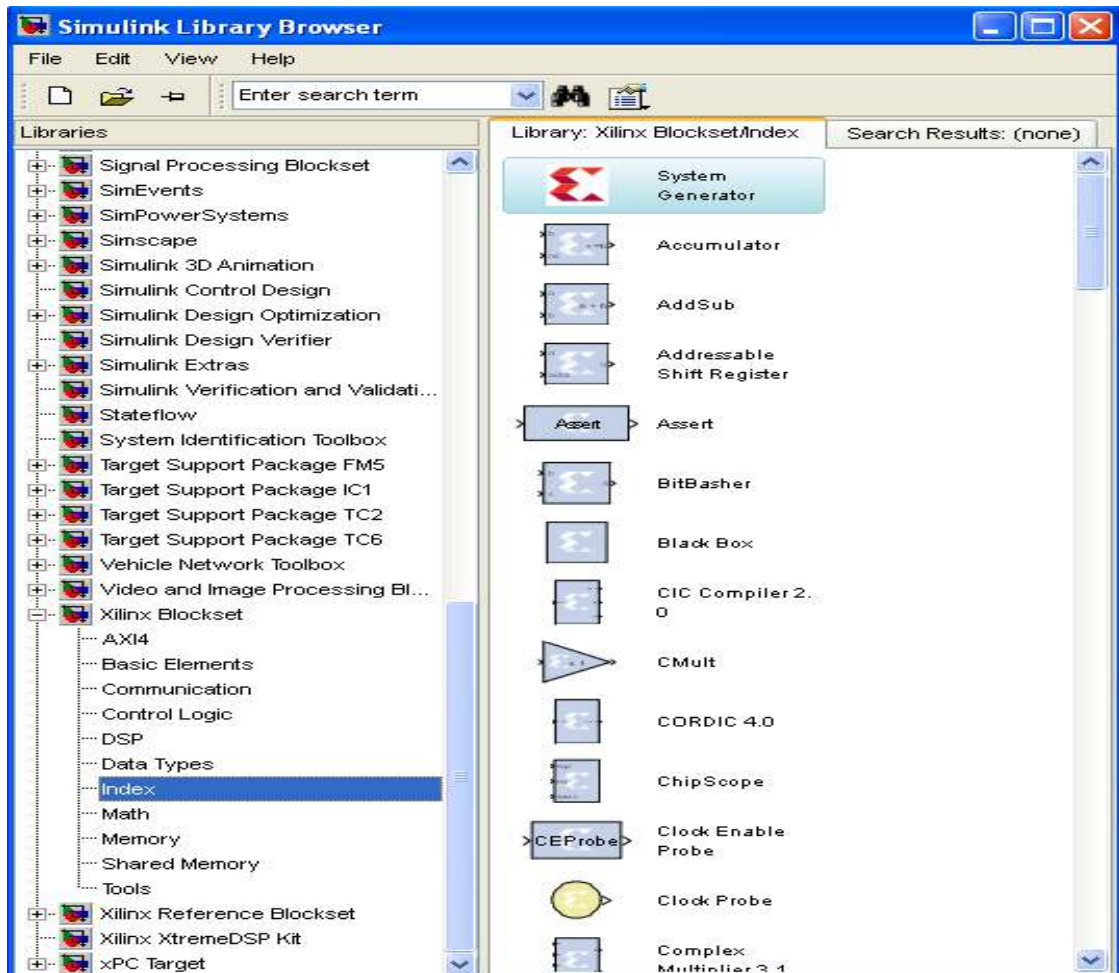 Simulink Library Browser
File Edit View Help
Enter search term
Libraries
Signal Processing Blockset
SimEvents
SimPowerSystems
Simscape
Simulink 3D Animation
Simulink Control Design
Simulink Design Optimization
Simulink Design Verifier
Simulink Extras
Simulink Verification and Validati...
Stateflow
System Identification Toolbox
Target Support Package FM5
Target Support Package IC1
Target Support Package TC2
Target Support Package TC6
Vehicle Network Toolbox
Video and Image Processing Bl...
Xilinx Blockset
AXI4
Basic Elements
Communication
Control Logic
DSP
Data Types
Index
Math
Memory
Shared Memory
Tools
Xilinx Reference Blockset
Xilinx XtremeDSP Kit
xPC Target
Library: Xilinx Blockset/Index
Search Results: (none)
System
Generator
Accumulator
AddSub
Addressable
Shift Register
Assert
Assert
BitBasher
Black Box
CIC Compiler 2.
0
CMult
CORDIC 4.0
ChipScope
CEProbe
Clock Enable
Probe
Clock Probe
Complex
Multiplier 3.1